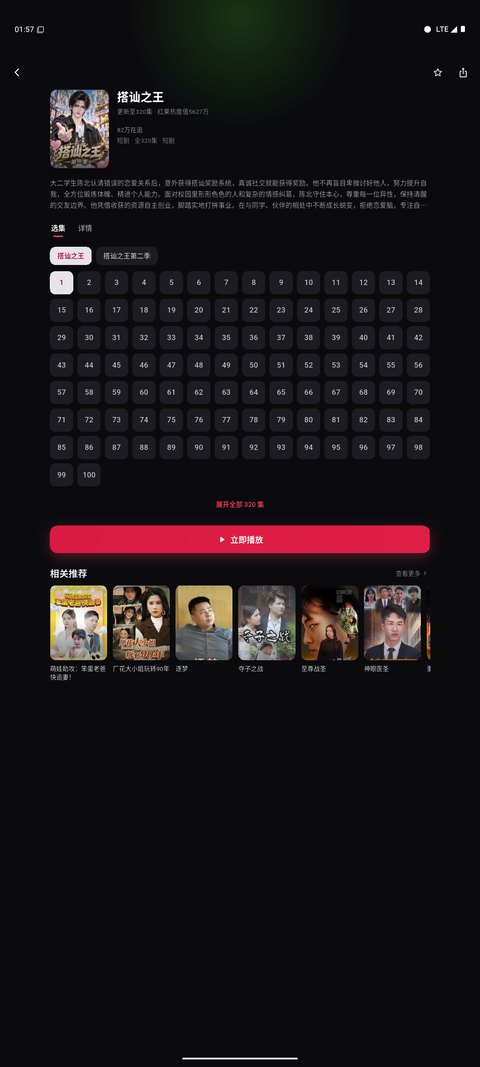 01:57
LTE
搭讪之王
搭讪之王
更新至320集 · 红果热度值5627万
82万在追
短剧 · 全320集 · 短剧
大二学生陈北认清错误的恋爱关系后，意外获得搭讪奖励系统，真诚社交就能获得奖励。他不再盲目卑微讨好他人，努力提升自
我，全方位锻炼体魄、精进个人能力。面对校园里形形色色的人和复杂的情感纠葛，陈北守住本心，尊重每一位异性，保持清醒
的交友边界。他凭借收获的资源自主创业，脚踏实地打拼事业。在与同学、伙伴的相处中不断成长蜕变，拒绝恋爱脑，专注自…
选集 详情
搭讪之王 搭讪之王第二季
1 2 3 4 5 6 7 8 9 10 11 12 13 14
15 16 17 18 19 20 21 22 23 24 25 26 27 28
29 30 31 32 33 34 35 36 37 38 39 40 41 42
43 44 45 46 47 48 49 50 51 52 53 54 55 56
57 58 59 60 61 62 63 64 65 66 67 68 69 70
71 72 73 74 75 76 77 78 79 80 81 82 83 84
85 86 87 88 89 90 91 92 93 94 95 96 97 98
99 100
展开全部 320 集
立即播放
相关推荐 查看更多
夺子之战
萌娃助攻：笨蛋老爸 厂花大小姐玩转90年 逐梦 夺子之战 至尊战圣 神眼医圣
快追妻！